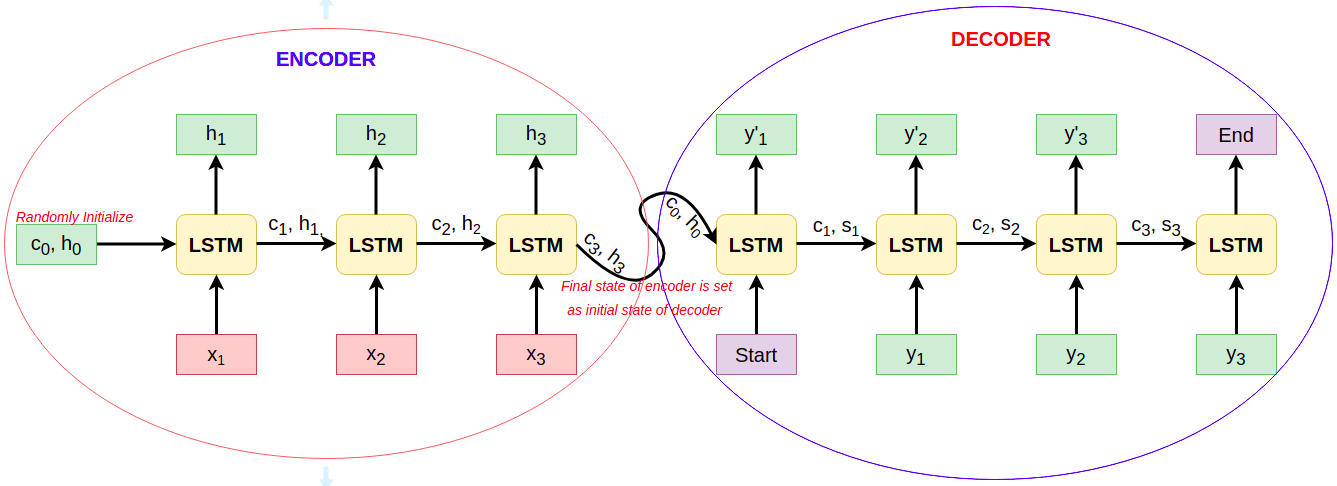 ENCODER
DECODER
h₁
h₂
h₃
y'₁
y'₂
y'₃
End
Randomly Initialize
c₀, h₀
LSTM
c₁, h₁,
LSTM
c₂, h₂
LSTM
c₃, h₃
c₀, h₀
LSTM
c₁, s₁
LSTM
c₂, s₂
LSTM
c₃, s₃
LSTM
Final state of encoder is set
as initial state of decoder
x₁
x₂
x₃
Start
y₁
y₂
y₃